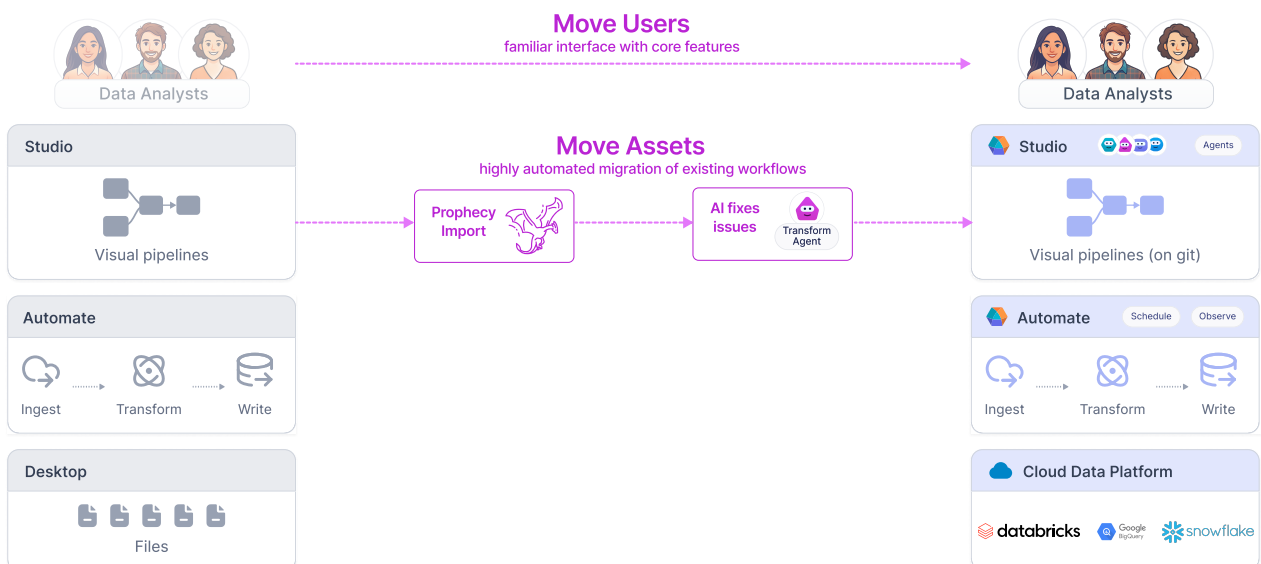 Move Users
familiar interface with core features
Data Analysts
Data Analysts
Studio
Visual pipelines
Move Assets
highly automated migration of existing workflows
Prophecy
Import
AI fixes
issues
Transform
Agent
Studio
Agents
Visual pipelines (on git)
Automate
Ingest
Transform
Write
Automate
Schedule
Observe
Ingest
Transform
Write
Desktop
Files
Cloud Data Platform
databricks
Google
BigQuery
snowflake